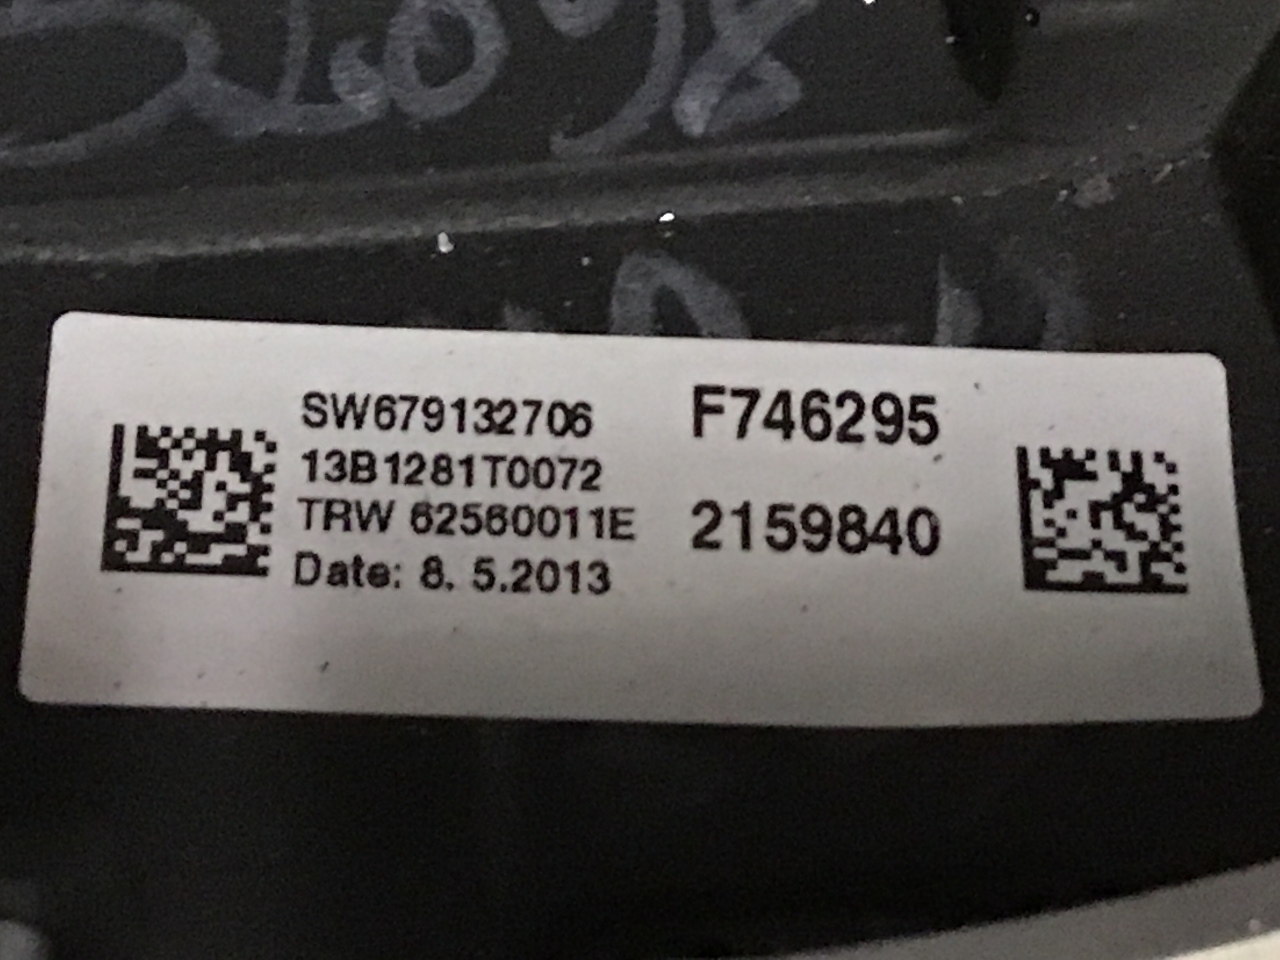 SW679132706
13B1281T0072
TRW 62560011E
Date: 8. 5.2013
F746295
2159840